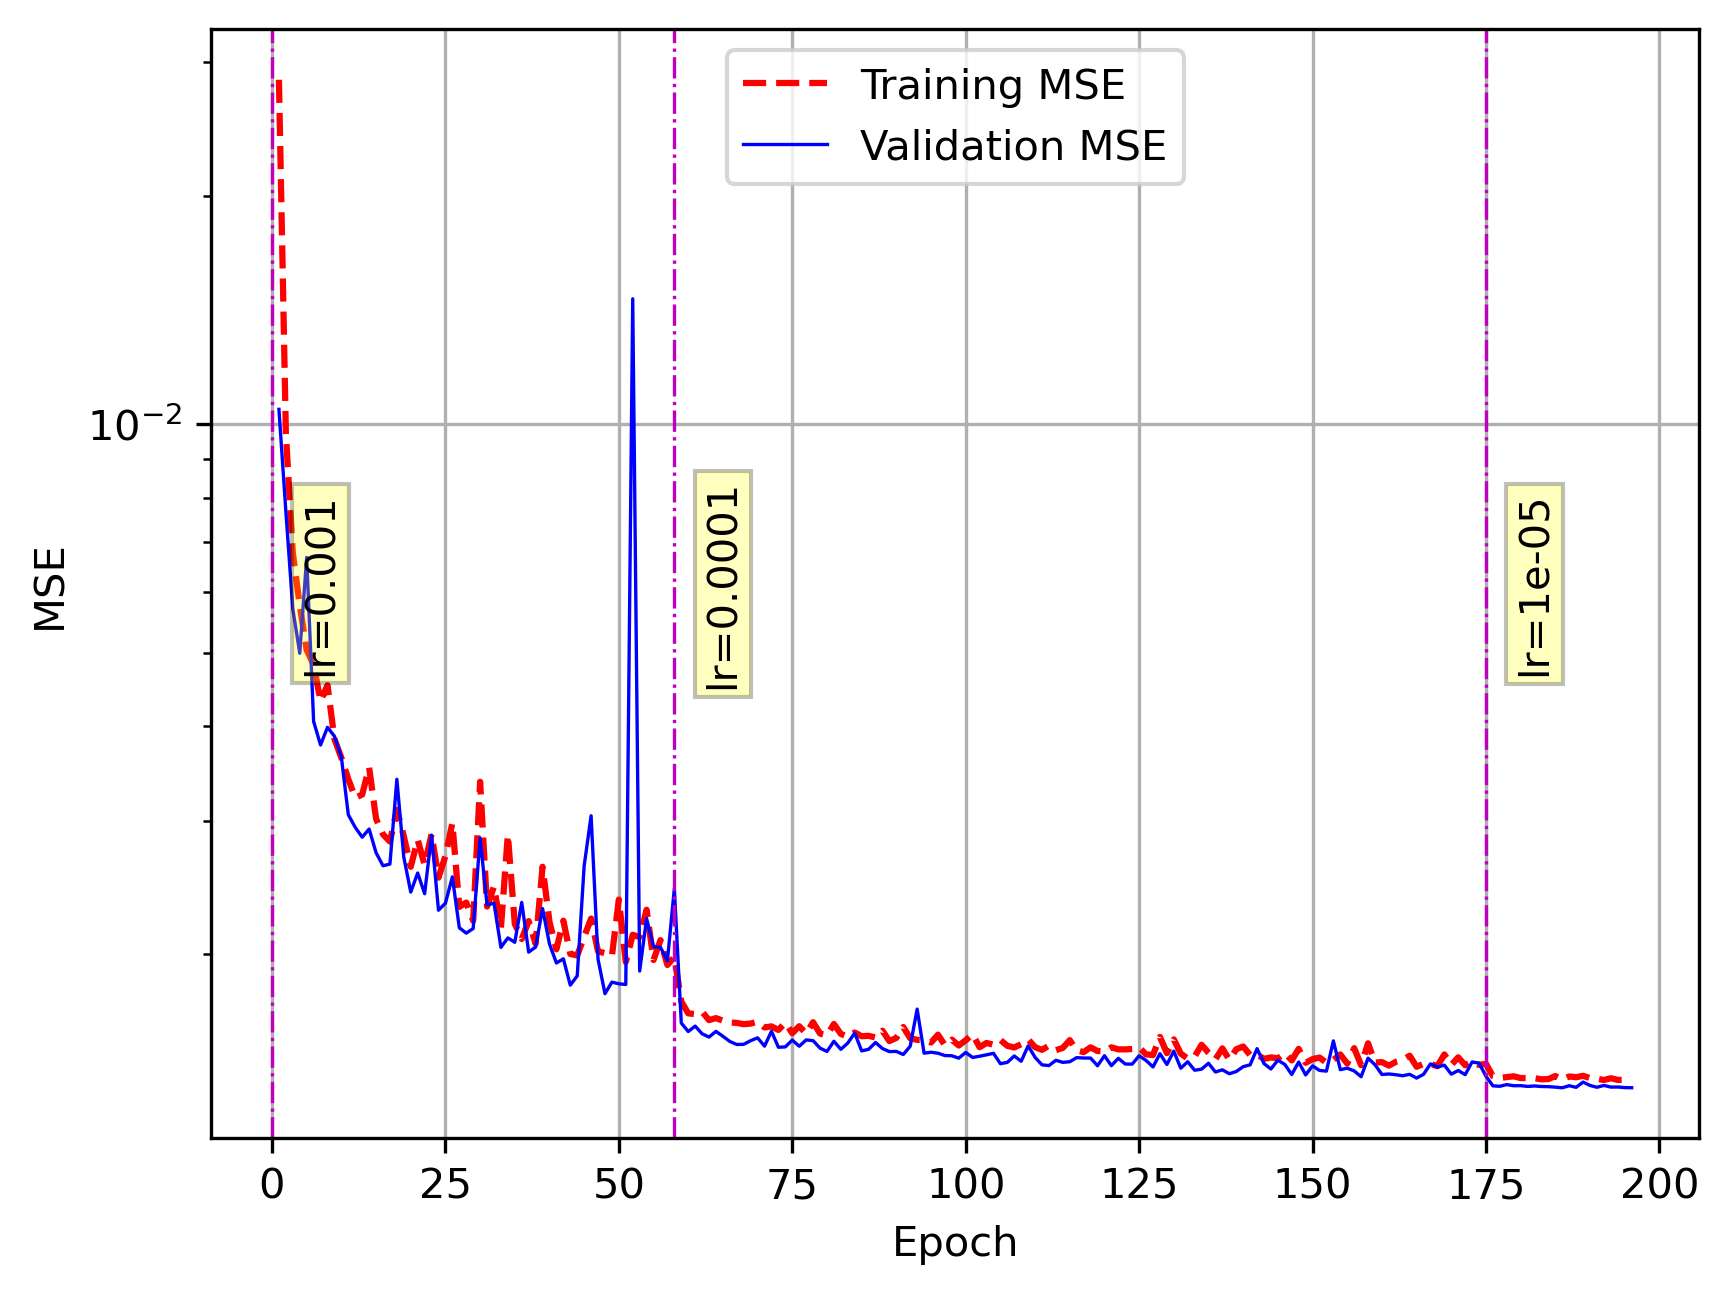 Training MSE
Validation MSE
10⁻²
MSE
lr=0.001
lr=0.0001
lr=1e-05
0 25 50 75 100 125 150 175 200
Epoch